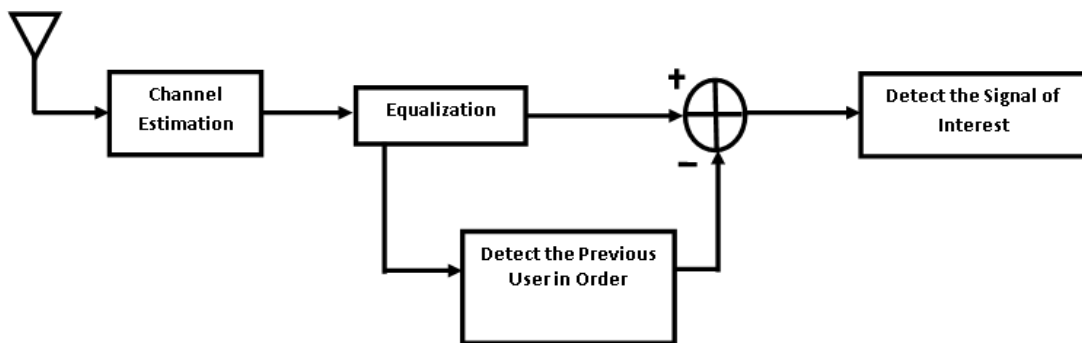 Channel
Estimation
Equalization
+
−
Detect the Signal of
Interest
Detect the Previous
User in Order